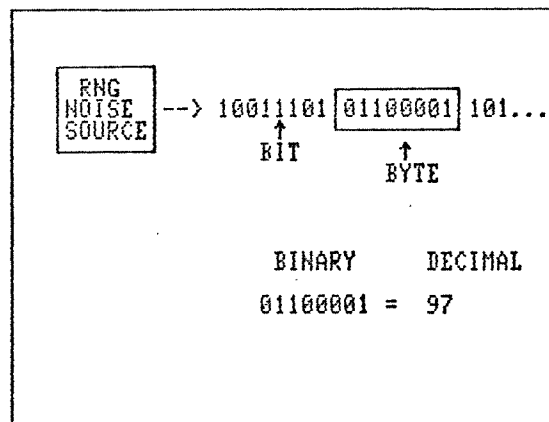 RNG
NOISE
SOURCE
--> 10011101 01100001 101...
BIT
BYTE
BINARY DECIMAL
01100001 = 97